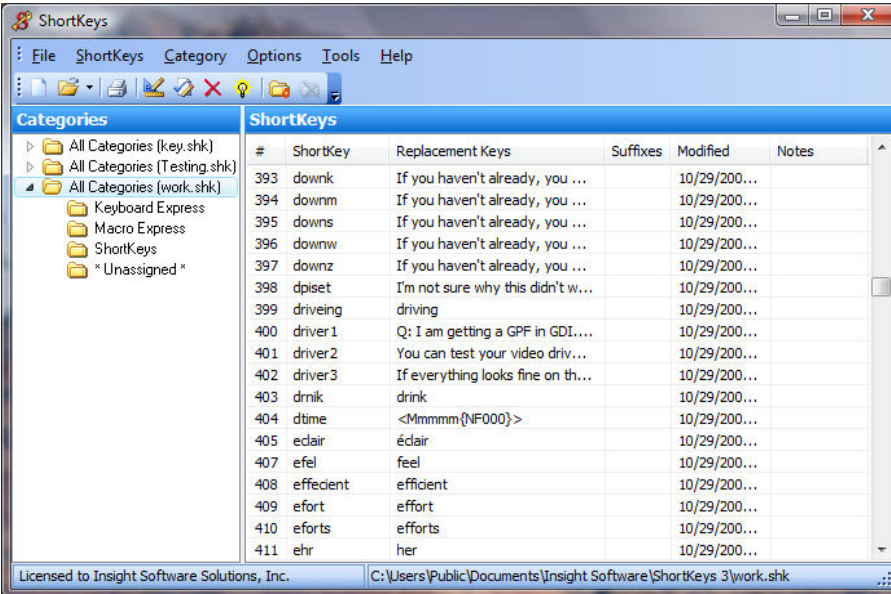 ShortKeys
File ShortKeys Category Options Tools Help
Categories
All Categories (key.shk)
All Categories (Testing.shk)
All Categories (work.shk)
Keyboard Express
Macro Express
ShortKeys
* Unassigned *
ShortKeys
# ShortKey Replacement Keys Suffixes Modified Notes
393 downk If you haven't already, you ... 10/29/200...
394 downm If you haven't already, you ... 10/29/200...
395 downs If you haven't already, you ... 10/29/200...
396 downw If you haven't already, you ... 10/29/200...
397 downz If you haven't already, you ... 10/29/200...
398 dpiset I'm not sure why this didn't w... 10/29/200...
399 driveing driving 10/29/200...
400 driver1 Q: I am getting a GPF in GDI.... 10/29/200...
401 driver2 You can test your video driv... 10/29/200...
402 driver3 If everything looks fine on th... 10/29/200...
403 drnik drink 10/29/200...
404 dtime <Mmmmm{NF000}> 10/29/200...
405 eclair éclair 10/29/200...
407 efel feel 10/29/200...
408 effecient efficient 10/29/200...
409 efort effort 10/29/200...
410 eforts efforts 10/29/200...
411 ehr her 10/29/200...
Licensed to Insight Software Solutions, Inc. C:\Users\Public\Documents\Insight Software\ShortKeys 3\work.shk